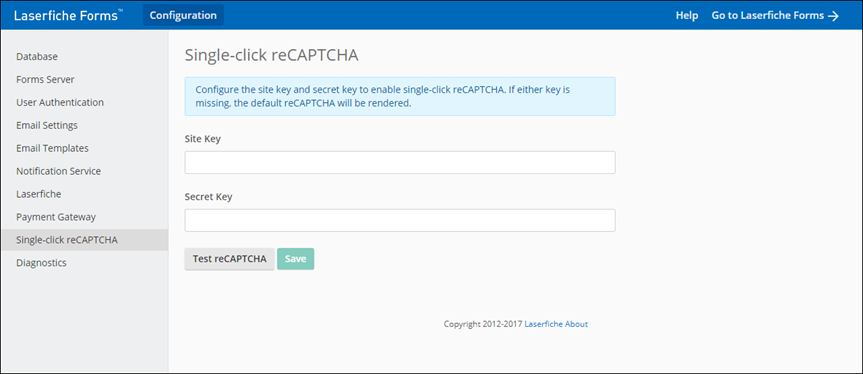 Laserfiche Forms™ Configuration Help Go to Laserfiche Forms →
Database
Forms Server
User Authentication
Email Settings
Email Templates
Notification Service
Laserfiche
Payment Gateway
Single-click reCAPTCHA
Diagnostics
Single-click reCAPTCHA
Configure the site key and secret key to enable single-click reCAPTCHA. If either key is
missing, the default reCAPTCHA will be rendered.
Site Key
Secret Key
Test reCAPTCHA Save
Copyright 2012-2017 Laserfiche About